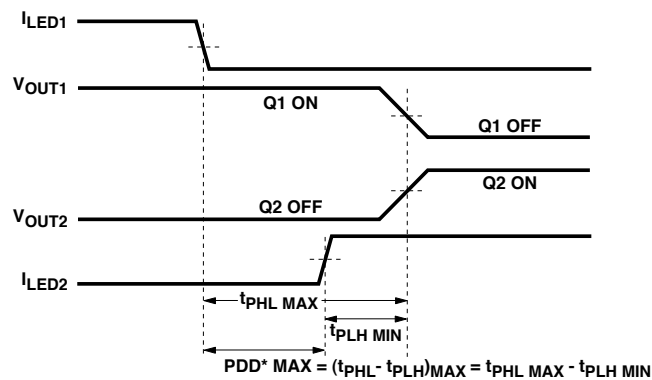 ILED1
VOUT1
Q1 ON
Q1 OFF
Q2 ON
Q2 OFF
VOUT2
ILED2
tPHL MAX
tPLH MIN
PDD* MAX = (tPHL- tPLH)MAX = tPHL MAX - tPLH MIN